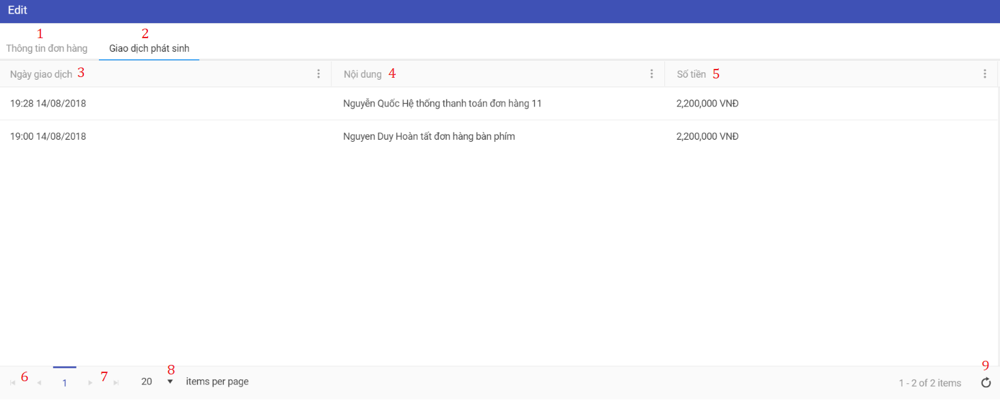 Edit
1 2
Thông tin đơn hàng Giao dịch phát sinh
Ngày giao dịch 3 Nội dung 4 Số tiền 5
19:28 14/08/2018 Nguyễn Quốc Hệ thống thanh toán đơn hàng 11 2,200,000 VNĐ
19:00 14/08/2018 Nguyen Duy Hoàn tất đơn hàng bàn phím 2,200,000 VNĐ
6 1 7 20 8 items per page 1 - 2 of 2 items 9